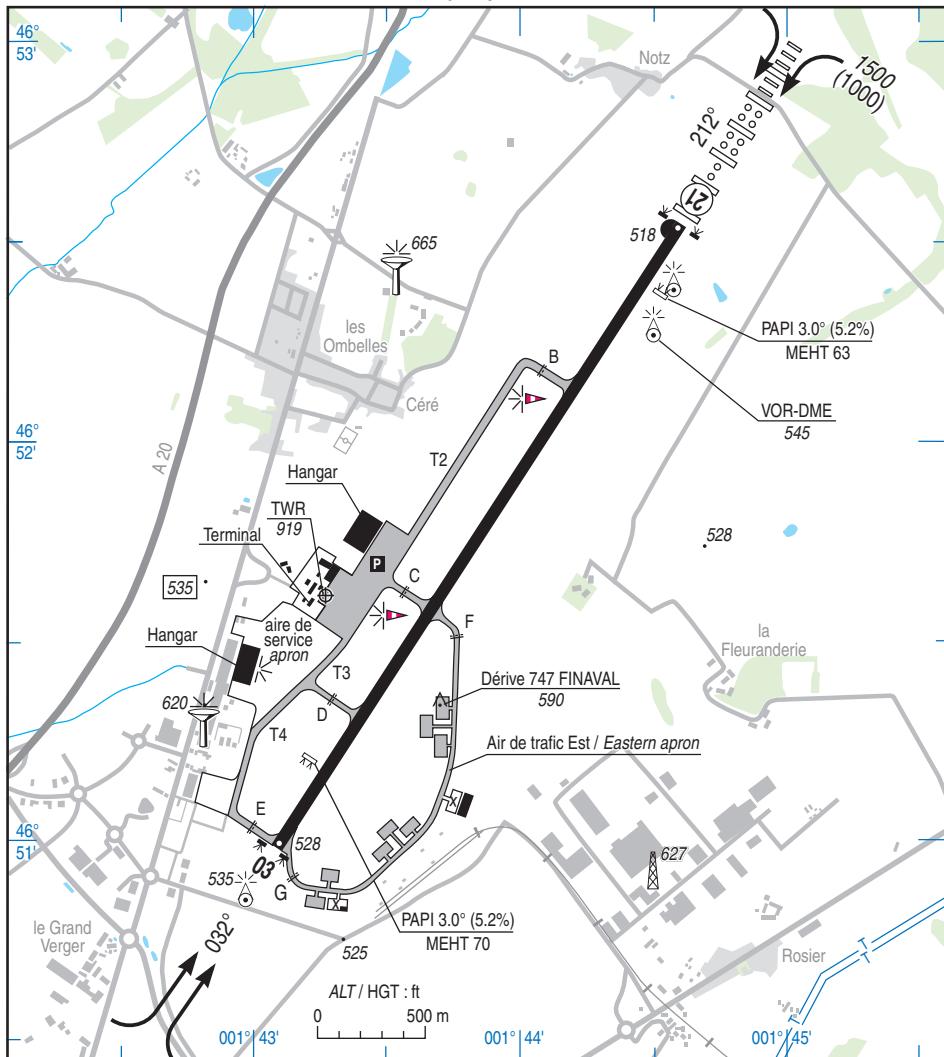 46°
53'
Notz
1500
(1000)
212°
21
518
665
les
Ombelles
PAPI 3.0° (5.2%)
MEHT 63
B
Céré
VOR-DME
545
46°
52'
A 20
T2
Hangar
TWR
919
Terminal
P
528
C
535
F
aire de
service
apron
Hangar
la
Fleuranderie
T3
Dérive 747 FINAVAL
590
620
D
T4
Air de trafic Est / Eastern apron
X
E
46°
51'
528
03
627
535
G
X
PAPI 3.0° (5.2%)
MEHT 70
le Grand
Verger
032°
525
Rosier
T
T
ALT / HGT : ft
0 500 m
001° 43'
001° 44'
001° 45'